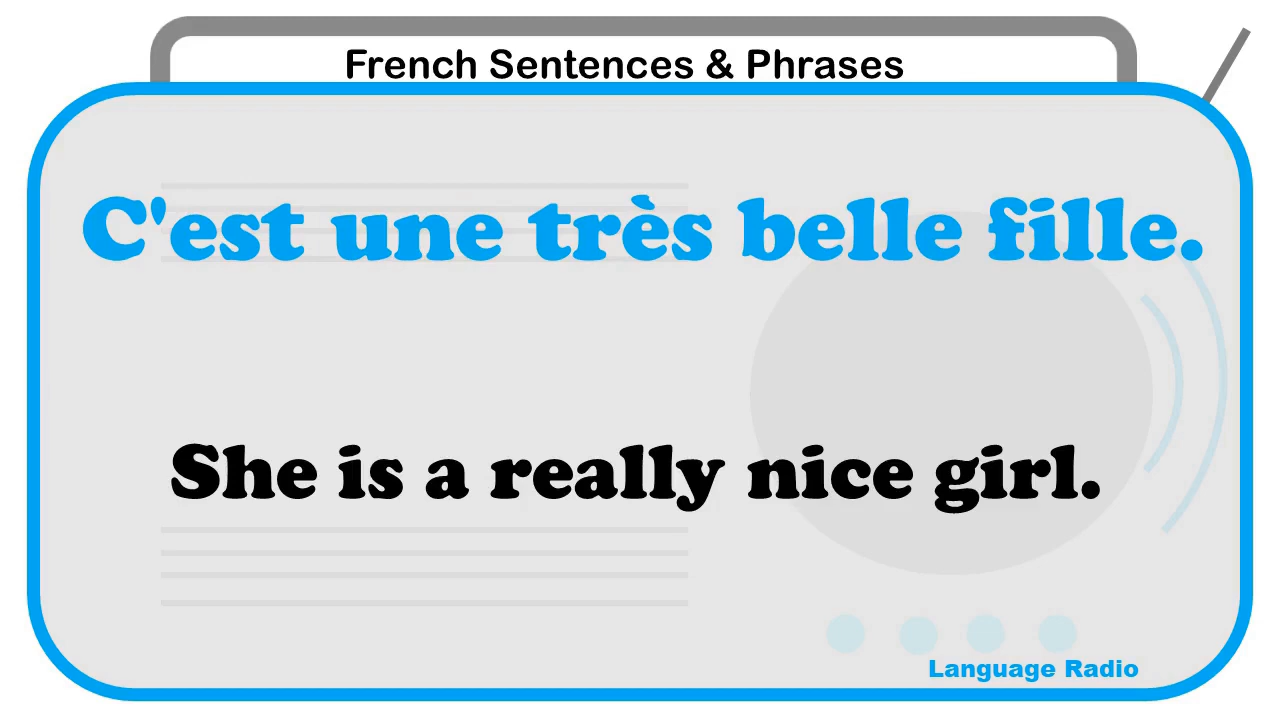 French Sentences & Phrases
C'est une très belle fille.
She is a really nice girl.
Language Radio